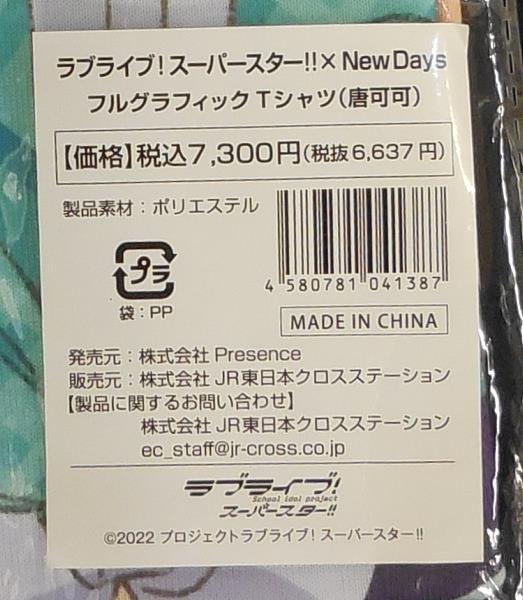 ラブライブ!スーパースター!!×NewDays
フルグラフィックTシャツ(唐可可)
【価格】税込7,300円(税抜6,637円)
製品素材:ポリエステル
プラ
袋:PP
4 580781 041387
MADE IN CHINA
発売元:株式会社Presence
販売元:株式会社JR東日本クロスステーション
【製品に関するお問い合わせ】
株式会社JR東日本クロスステーション
ec_staff@jr-cross.co.jp
ラブライブ!
School idol project
スーパースター!!
©2022 プロジェクトラブライブ!スーパースター!!